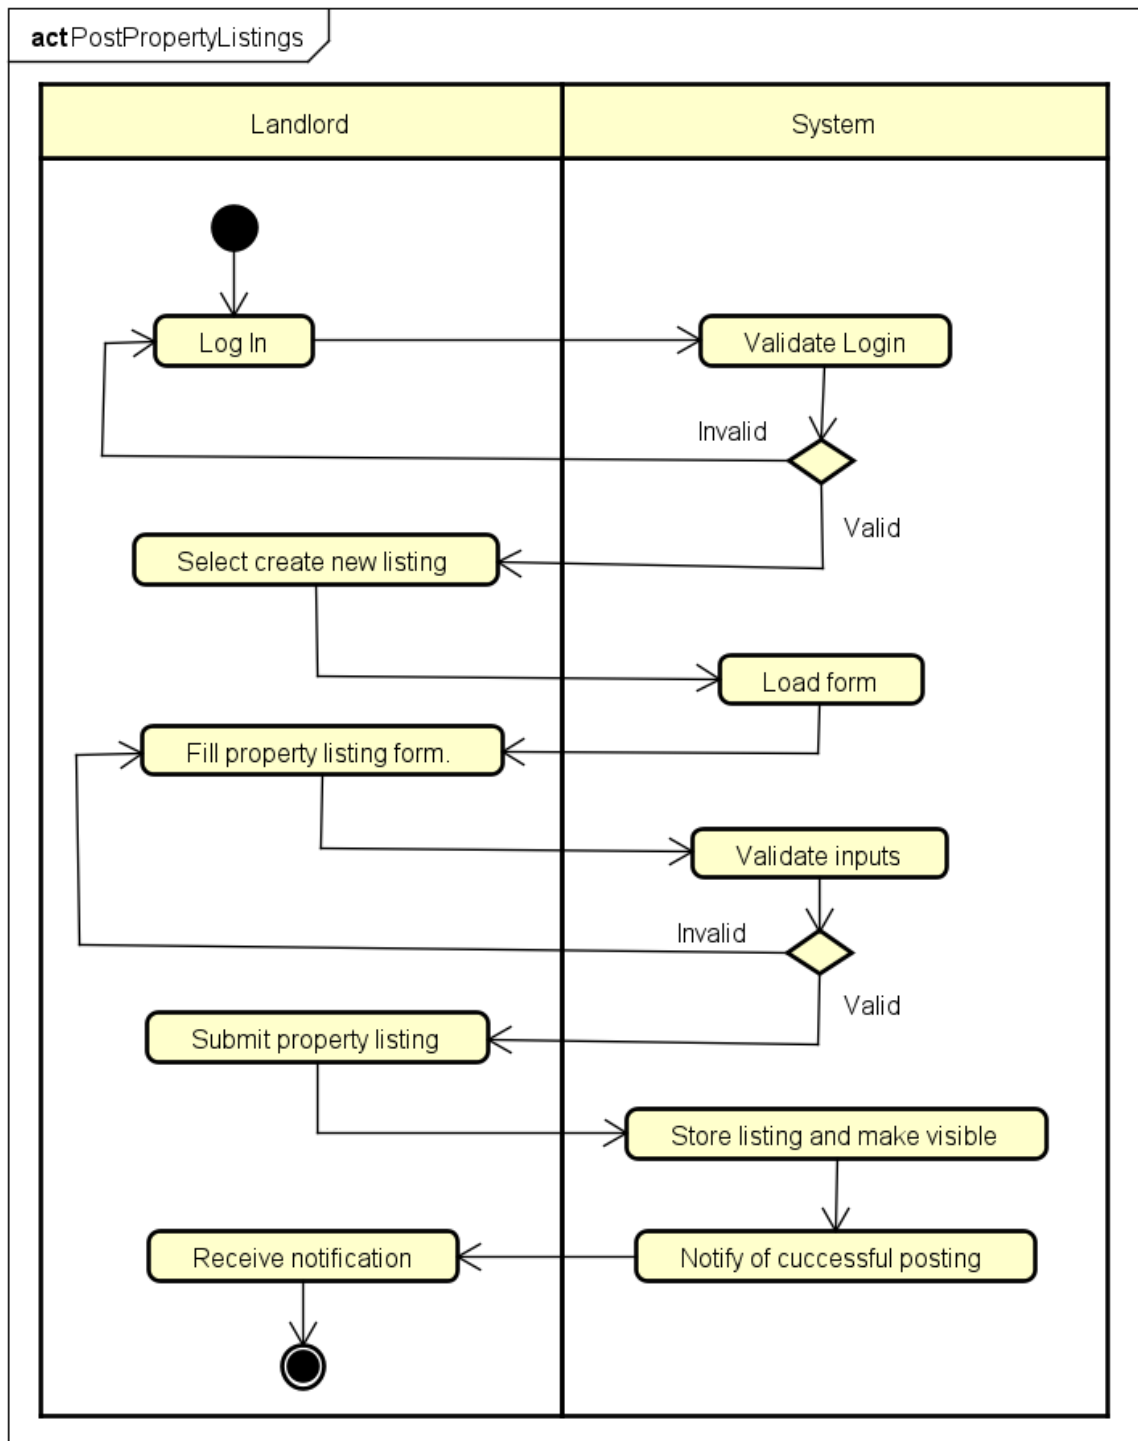 act PostPropertyListings
Landlord
System
Log In
Validate Login
Invalid
Valid
Select create new listing
Load form
Fill property listing form.
Validate inputs
Invalid
Valid
Submit property listing
Store listing and make visible
Receive notification
Notify of cuccessful posting